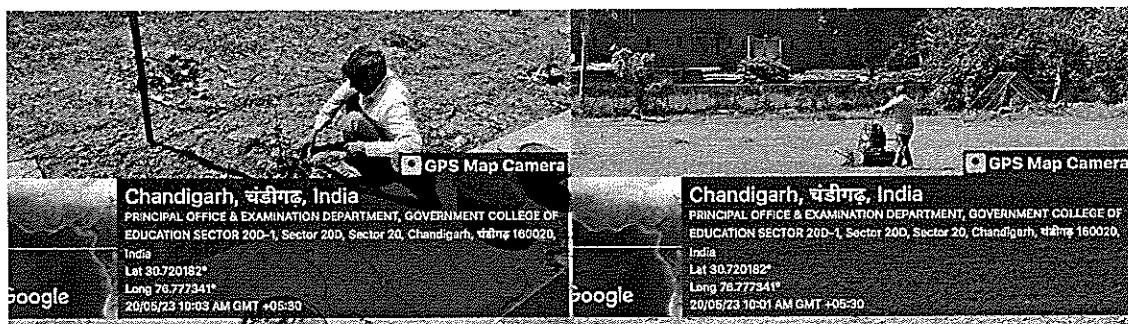 GPS Map Camera
Chandigarh, चंडीगढ़, India
PRINCIPAL OFFICE & EXAMINATION DEPARTMENT, GOVERNMENT COLLEGE OF
EDUCATION SECTOR 20D-1, Sector 20D, Sector 20, Chandigarh, चंडीगढ़ 160020,
India
Lat 30.720182°
Long 76.777341°
20/05/23 10:03 AM GMT +05:30
Google
GPS Map Camera
Chandigarh, चंडीगढ़, India
PRINCIPAL OFFICE & EXAMINATION DEPARTMENT, GOVERNMENT COLLEGE OF
EDUCATION SECTOR 20D-1, Sector 20D, Sector 20, Chandigarh, चंडीगढ़ 160020,
India
Lat 30.720182°
Long 76.777341°
20/05/23 10:01 AM GMT +05:30
Google